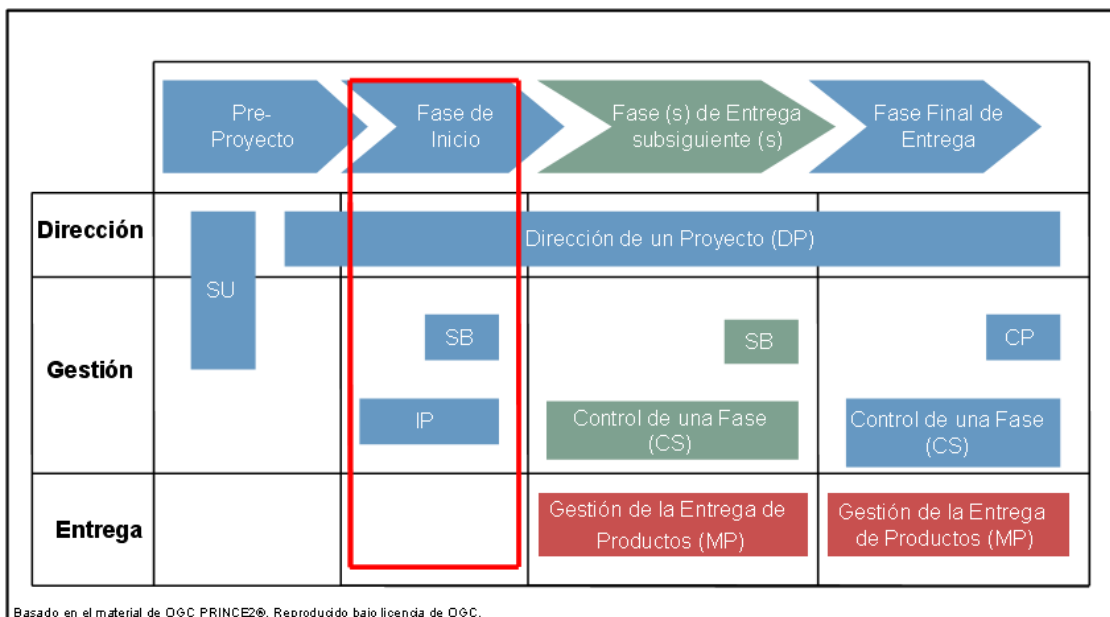 Pre-
Proyecto
Fase de
Inicio
Fase (s) de Entrega
subsiguiente (s)
Fase Final de
Entrega
Dirección
Dirección de un Proyecto (DP)
SU
Gestión
SB
SB
CP
IP
Control de una Fase
(CS)
Control de una Fase
(CS)
Entrega
Gestión de la Entrega de
Productos (MP)
Gestión de la Entrega
de Productos (MP)
Basado en el material de OGC PRINCE2®. Reproducido bajo licencia de OGC.